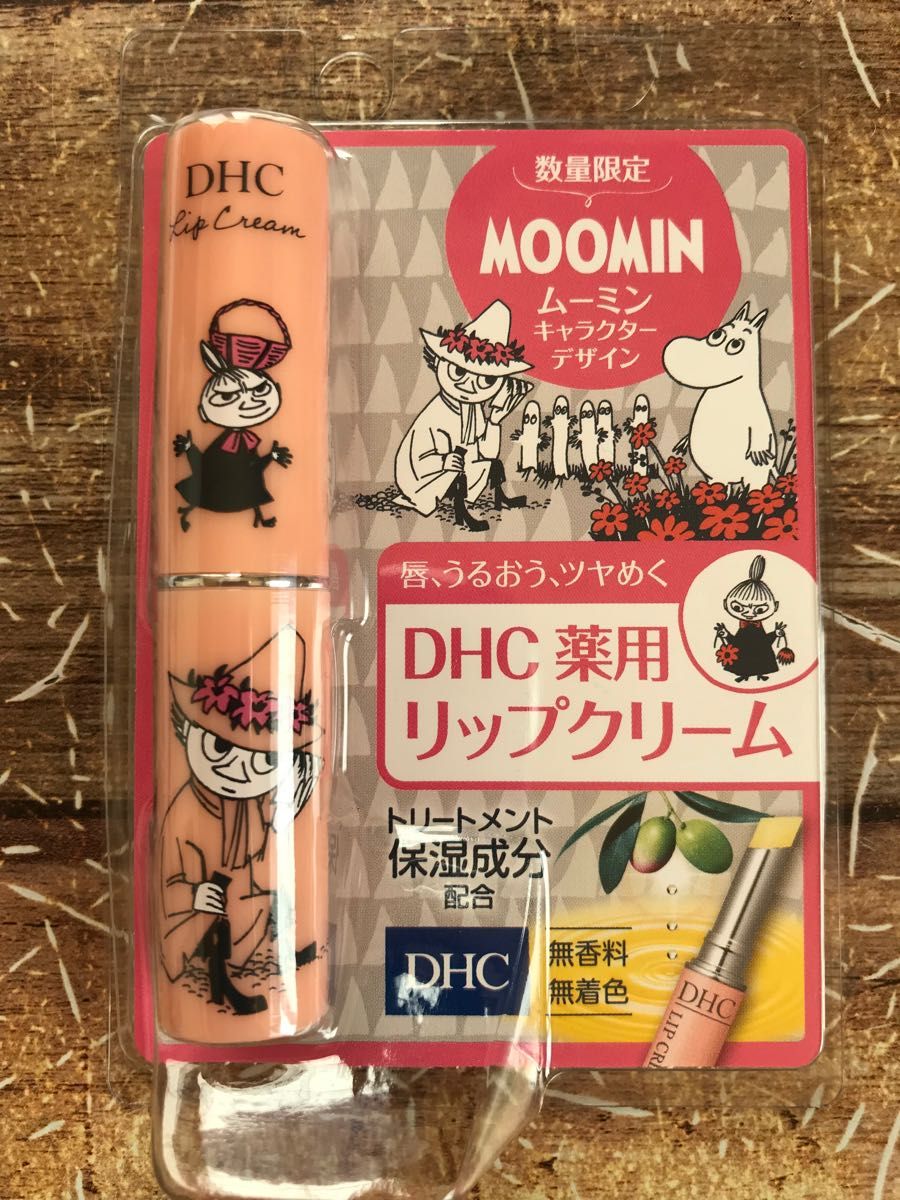 DHC
Lip Cream
数量限定
MOOMIN
ムーミン
キャラクター
デザイン
唇、うるおう、ツヤめく
DHC 薬用
リップクリーム
トリートメント
保湿成分
配合
DHC
無香料
無着色
DHC
LIP CRE